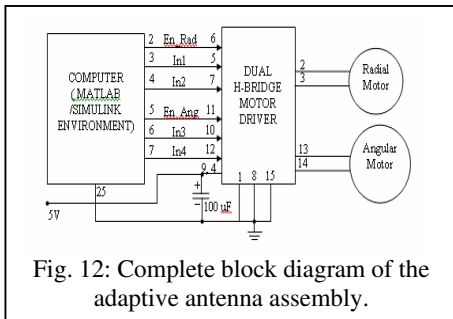 2 En_Rad 6
3 In1 5
4 In2 7
5 En_Ang 11
6 In3 10
7 In4 12
9,4
COMPUTER
(MATLAB
/SIMULINK
ENVIRONMENT)
25
5V
+
−
100 uF
DUAL
H-BRIDGE
MOTOR
DRIVER
1 8 15
2
3
Radial
Motor
13
14
Angular
Motor
Fig. 12: Complete block diagram of the
adaptive antenna assembly.